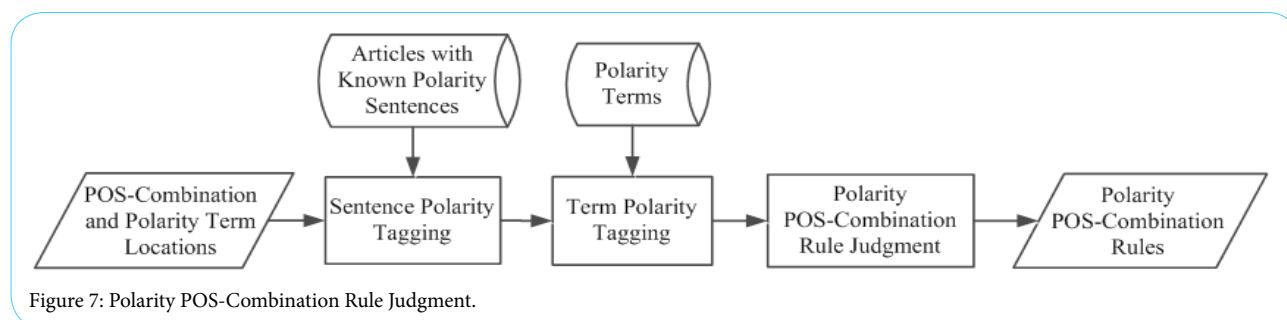 Articles with
Known Polarity
Sentences
Polarity
Terms
POS-Combination
and Polarity Term
Locations
Sentence Polarity
Tagging
Term Polarity
Tagging
Polarity
POS-Combination
Rule Judgment
Polarity
POS-Combination
Rules
Figure 7: Polarity POS-Combination Rule Judgment.